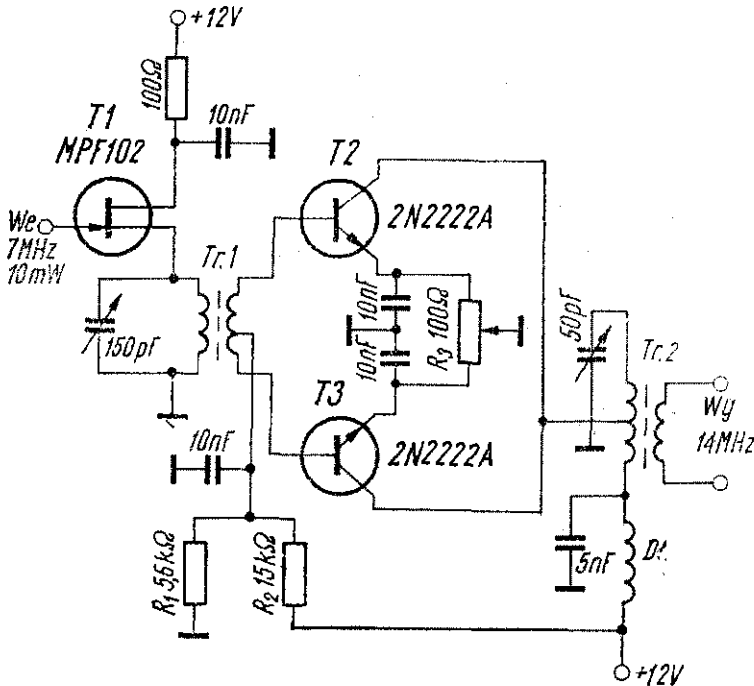 +12V
100Ω
10nF
T1
MPF102
We
7MHz
10mW
Tr.1
150pF
T2
2N2222A
10nF
10nF
R3 100Ω
50pF
Tr.2
T3
2N2222A
Wy
14MHz
10nF
R1 5,6kΩ
R2 15kΩ
5nF
Dł.
+12V